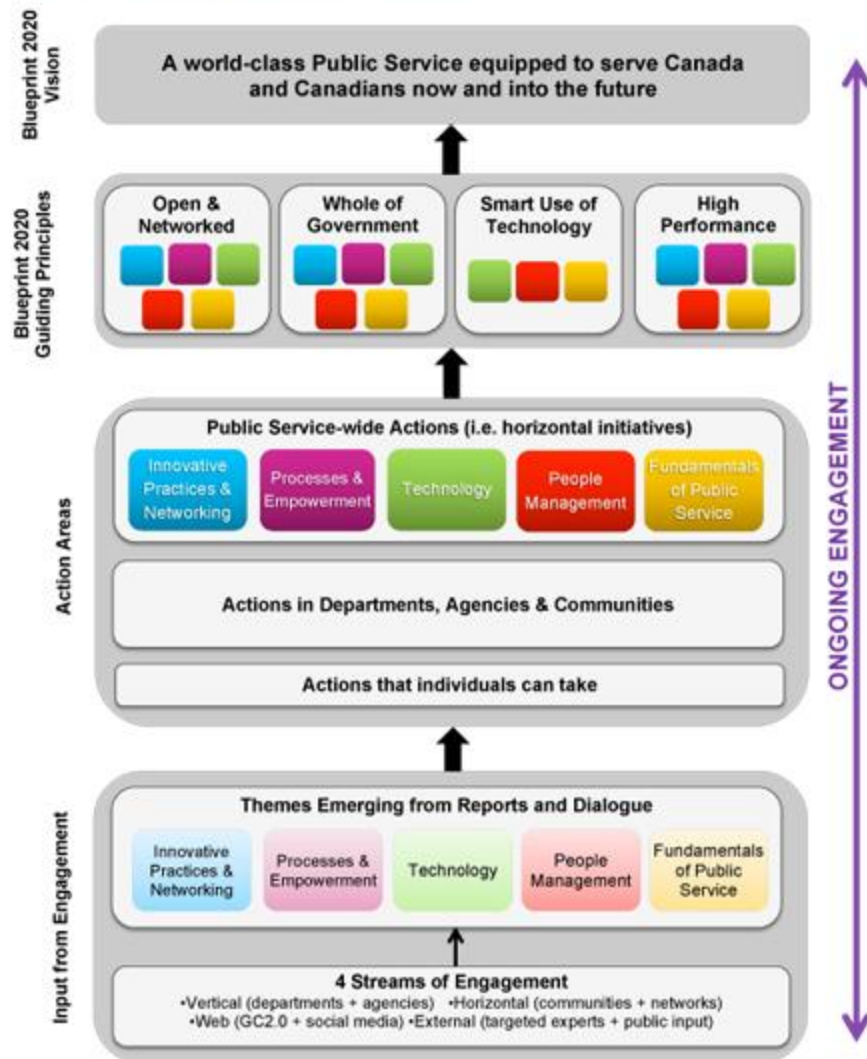 Blueprint 2020
Vision
A world-class Public Service equipped to serve Canada
and Canadians now and into the future
Blueprint 2020
Guiding Principles
Open &
Networked
Whole of
Government
Smart Use of
Technology
High
Performance
Action Areas
Public Service-wide Actions (i.e. horizontal initiatives)
Innovative
Practices &
Networking
Processes &
Empowerment
Technology
People
Management
Fundamentals
of Public
Service
Actions in Departments, Agencies & Communities
Actions that individuals can take
Input from Engagement
Themes Emerging from Reports and Dialogue
Innovative
Practices &
Networking
Processes &
Empowerment
Technology
People
Management
Fundamentals
of Public
Service
4 Streams of Engagement
•Vertical (departments + agencies) •Horizontal (communities + networks)
•Web (GC2.0 + social media) •External (targeted experts + public input)
ONGOING ENGAGEMENT